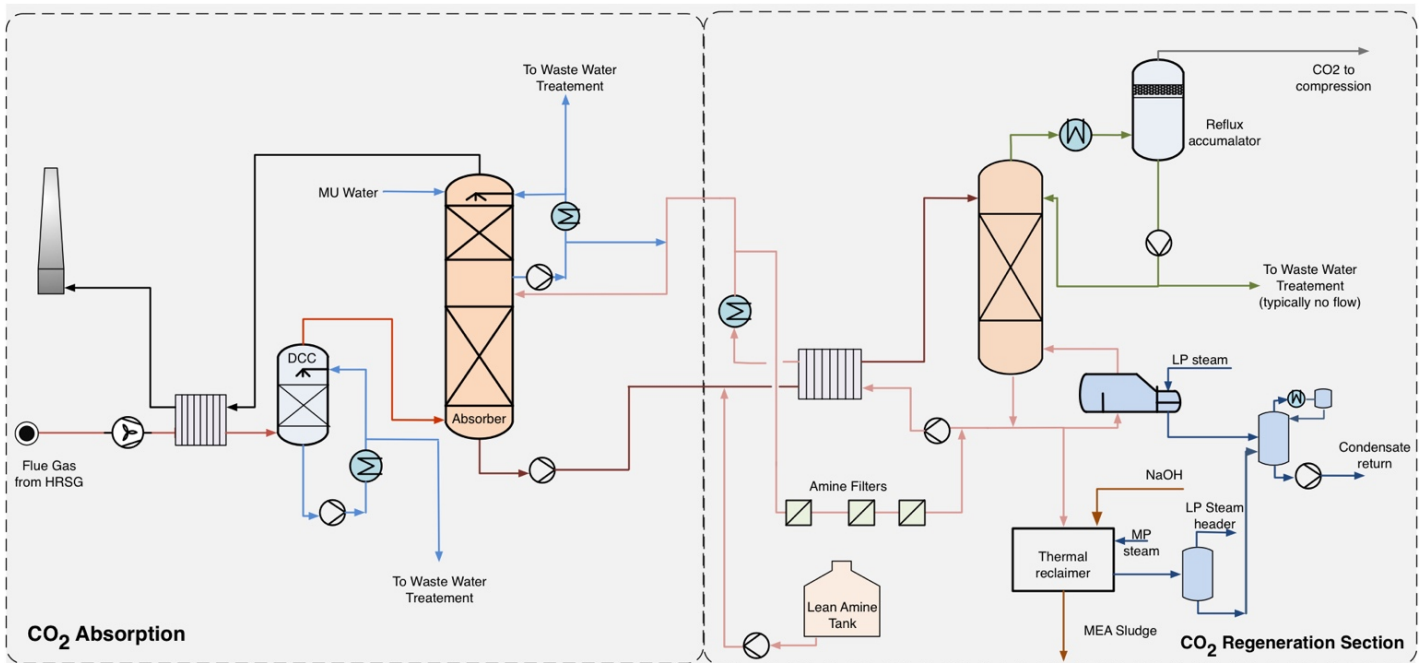 To Waste Water
Treatement
MU Water
DCC
Absorber
Flue Gas
from HRSG
To Waste Water
Treatement
CO2 Absorption
CO2 to
compression
Reflux
accumalator
To Waste Water
Treatement
(typically no flow)
LP steam
Condensate
return
Amine Filters
NaOH
LP Steam
header
MP
steam
Thermal
reclaimer
Lean Amine
Tank
MEA Sludge
CO2 Regeneration Section